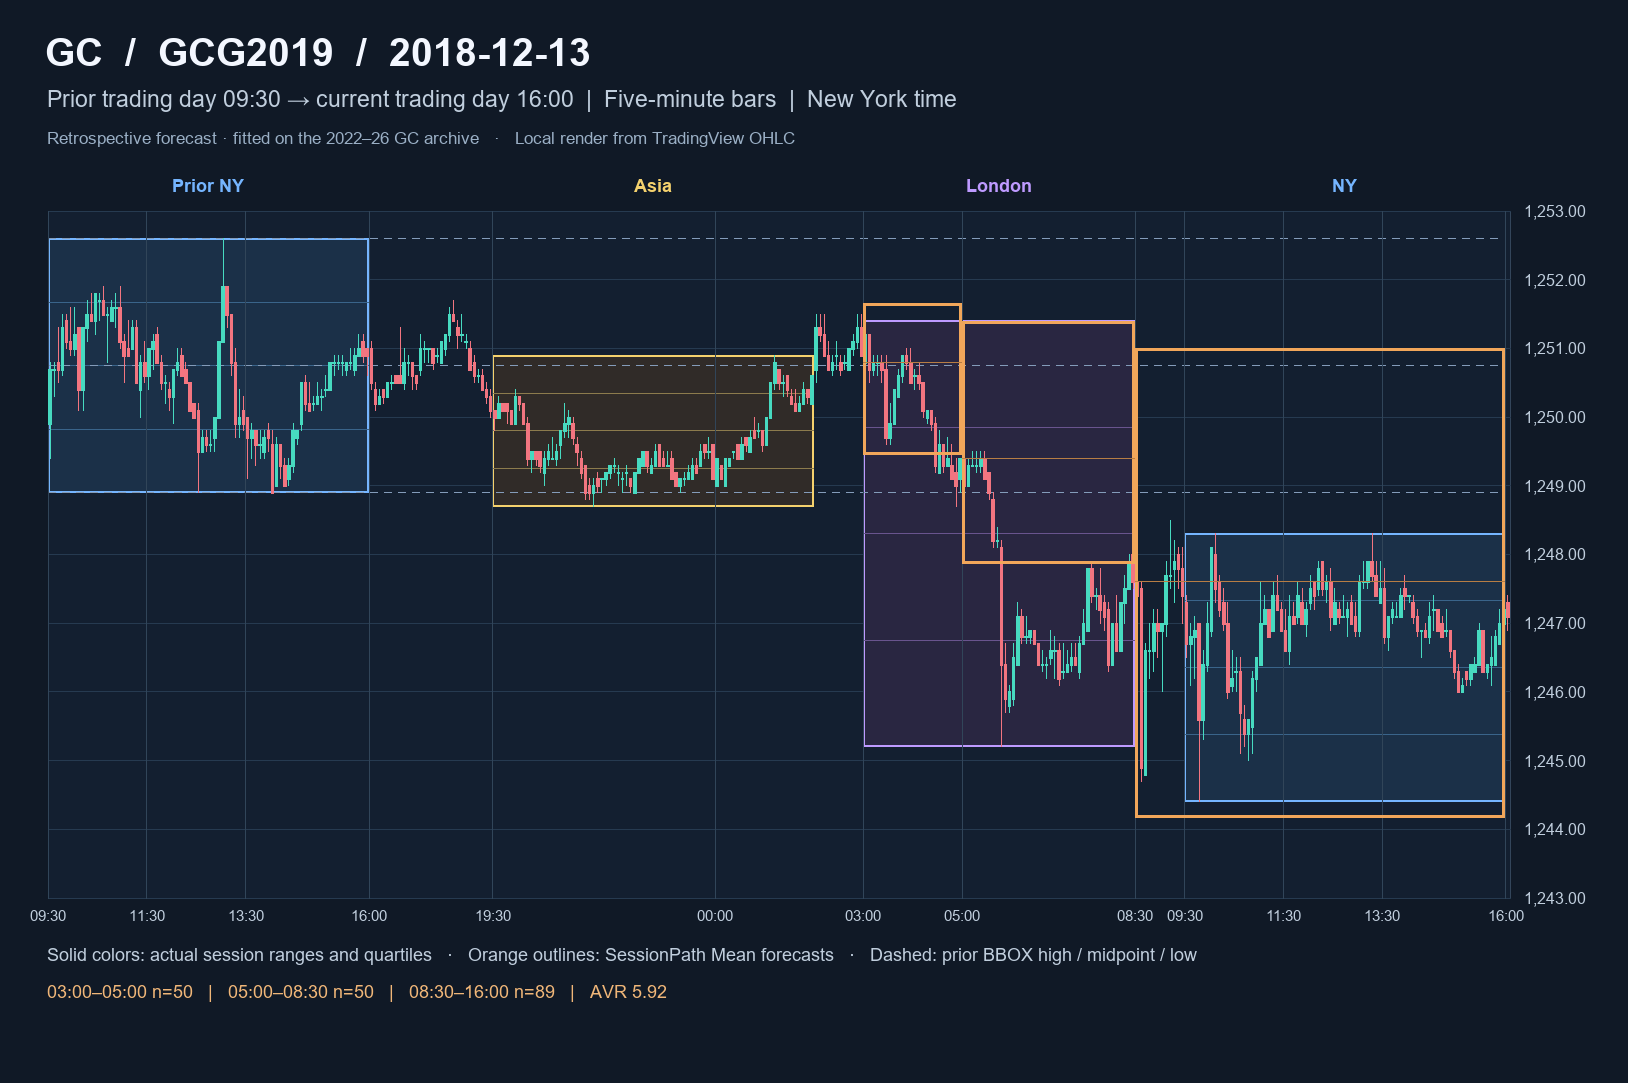 GC / GCG2019 / 2018-12-13
Prior trading day 09:30 → current trading day 16:00 | Five-minute bars | New York time
Retrospective forecast · fitted on the 2022–26 GC archive · Local render from TradingView OHLC
Prior NY Asia London NY
1,253.00
1,252.00
1,251.00
1,250.00
1,249.00
1,248.00
1,247.00
1,246.00
1,245.00
1,244.00
1,243.00
09:30 11:30 13:30 16:00 19:30 00:00 03:00 05:00 08:30 09:30 11:30 13:30 16:00
Solid colors: actual session ranges and quartiles · Orange outlines: SessionPath Mean forecasts · Dashed: prior BBOX high / midpoint / low
03:00–05:00 n=50 | 05:00–08:30 n=50 | 08:30–16:00 n=89 | AVR 5.92